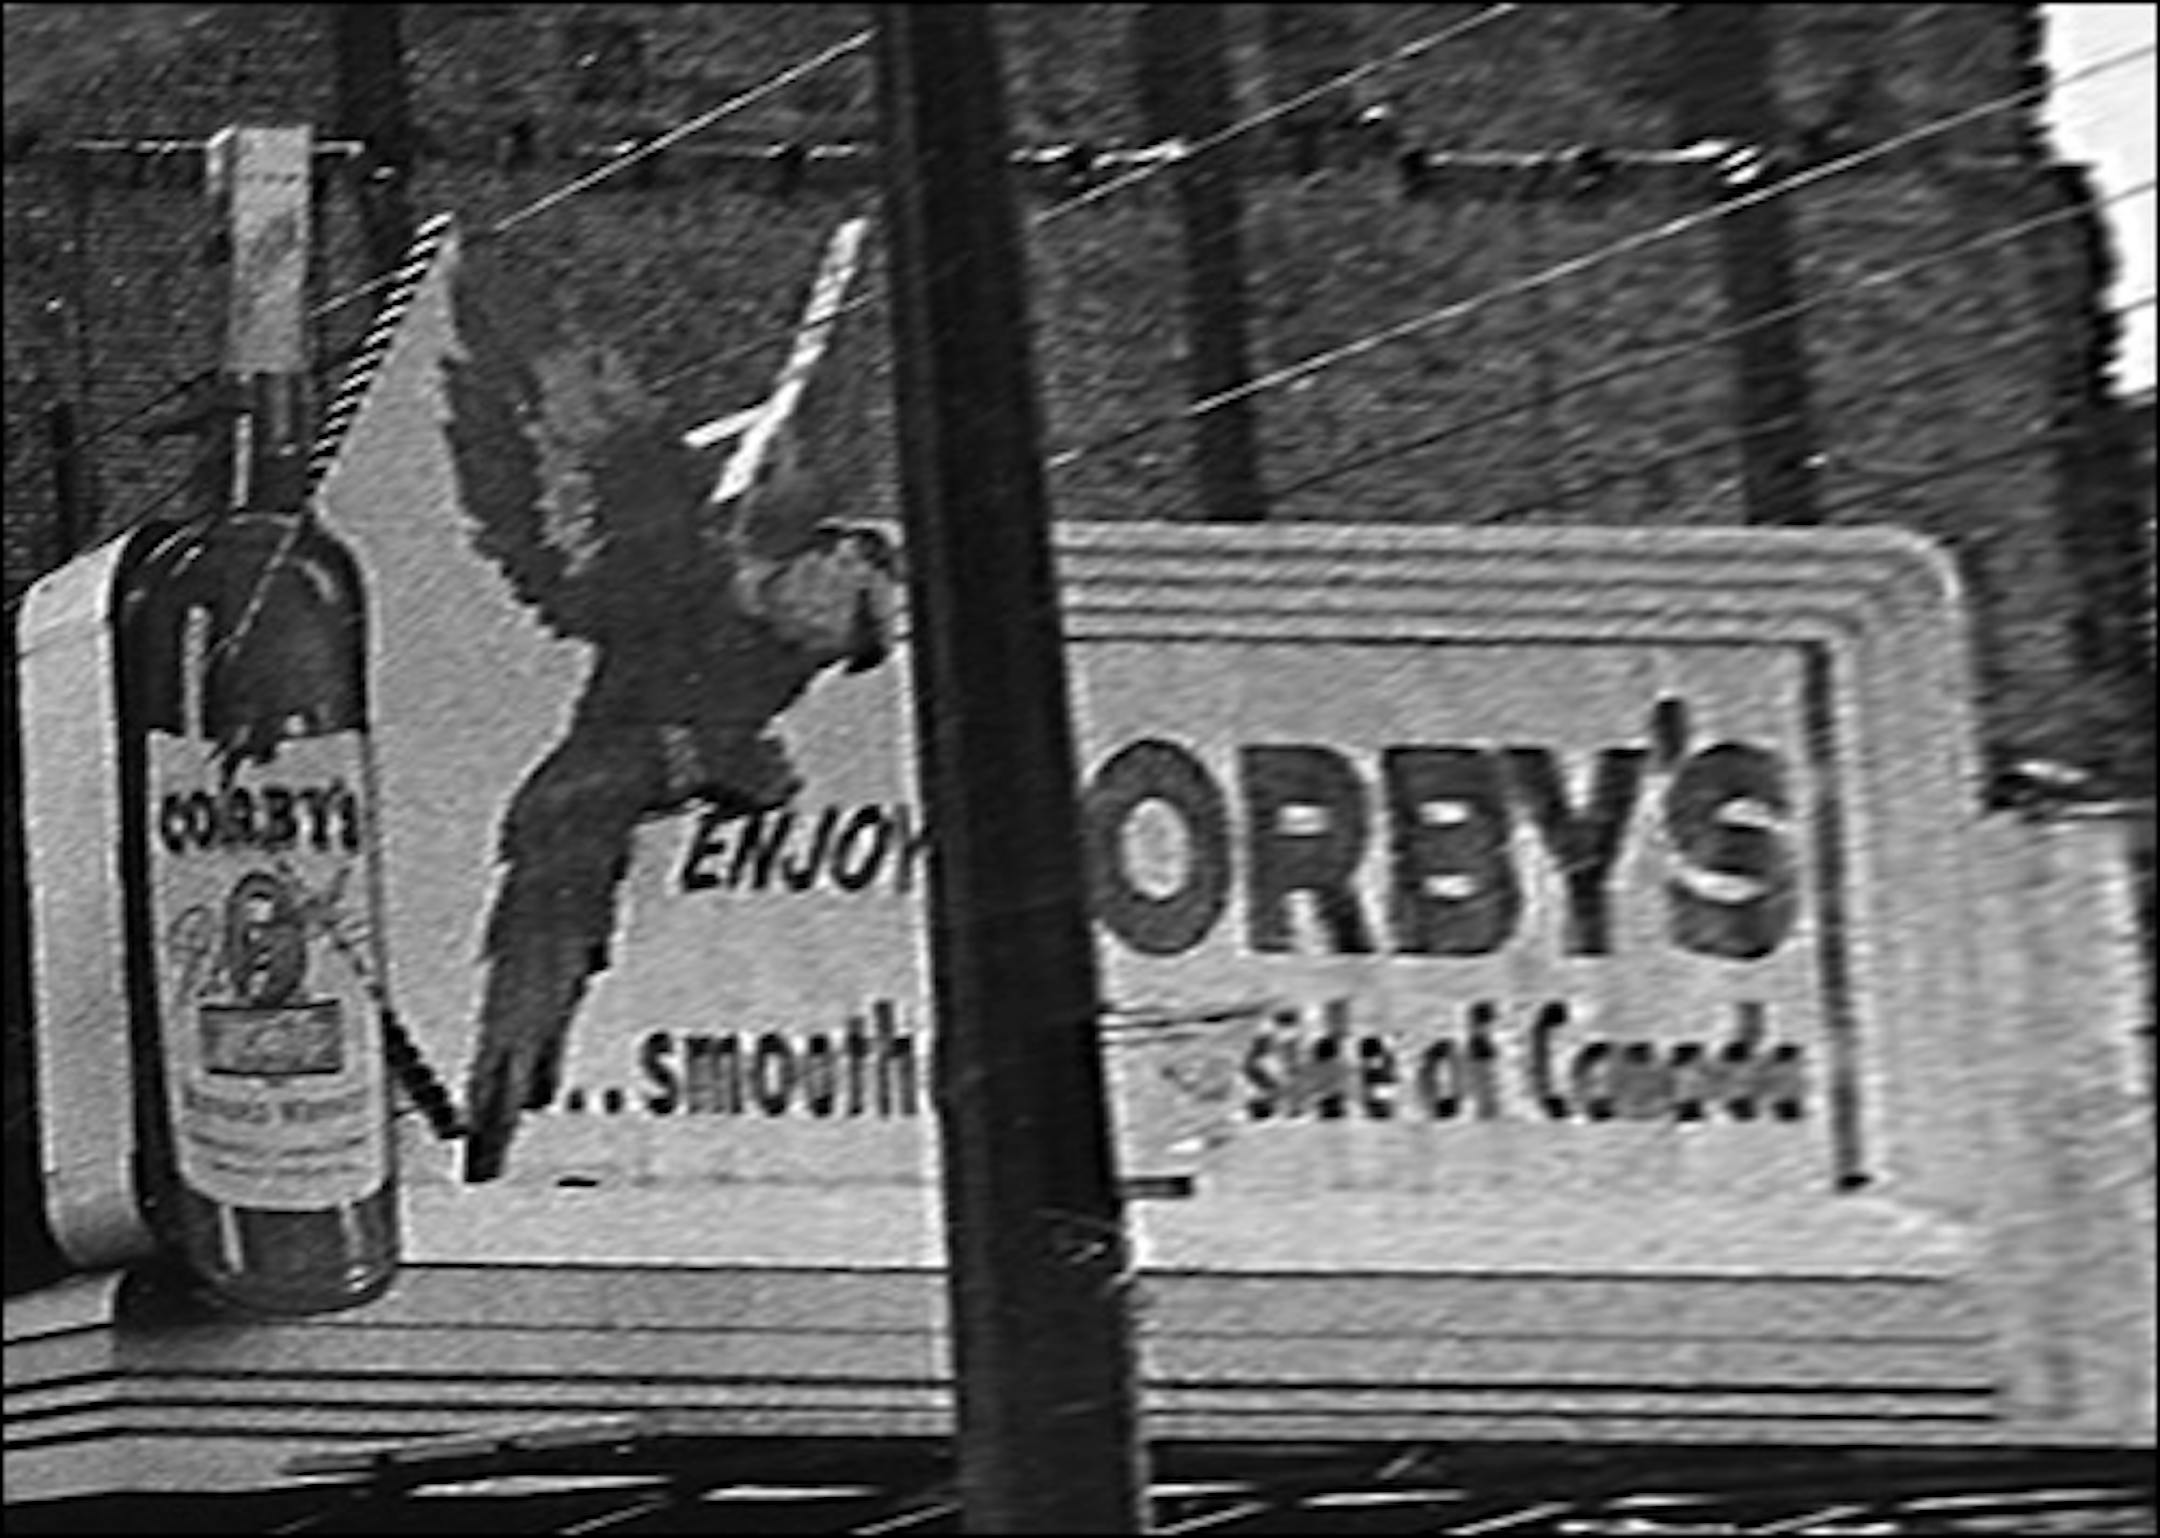 CORBY'S
ENJOY ORBY'S
...smooth side of Canada